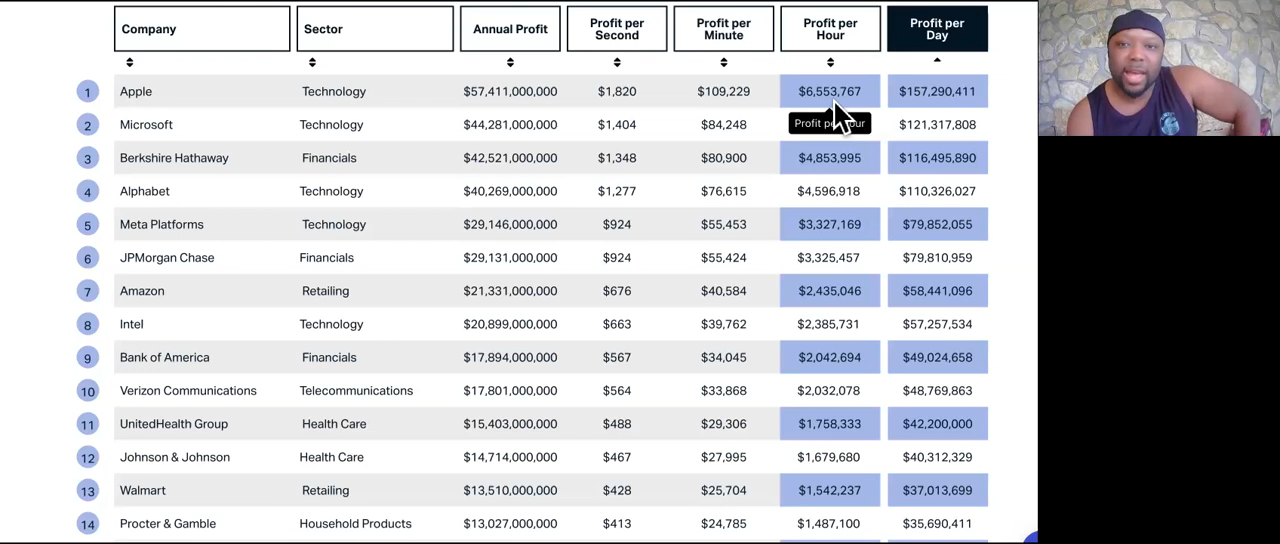 Company Sector Annual Profit Profit per Second Profit per Minute Profit per Hour Profit per Day
1 Apple Technology $57,411,000,000 $1,820 $109,229 $6,553,767 $157,290,411
2 Microsoft Technology $44,281,000,000 $1,404 $84,248 Profit per Hour $121,317,808
3 Berkshire Hathaway Financials $42,521,000,000 $1,348 $80,900 $4,853,995 $116,495,890
4 Alphabet Technology $40,269,000,000 $1,277 $76,615 $4,596,918 $110,326,027
5 Meta Platforms Technology $29,146,000,000 $924 $55,453 $3,327,169 $79,852,055
6 JPMorgan Chase Financials $29,131,000,000 $924 $55,424 $3,325,457 $79,810,959
7 Amazon Retailing $21,331,000,000 $676 $40,584 $2,435,046 $58,441,096
8 Intel Technology $20,899,000,000 $663 $39,762 $2,385,731 $57,257,534
9 Bank of America Financials $17,894,000,000 $567 $34,045 $2,042,694 $49,024,658
10 Verizon Communications Telecommunications $17,801,000,000 $564 $33,868 $2,032,078 $48,769,863
11 UnitedHealth Group Health Care $15,403,000,000 $488 $29,306 $1,758,333 $42,200,000
12 Johnson & Johnson Health Care $14,714,000,000 $467 $27,995 $1,679,680 $40,312,329
13 Walmart Retailing $13,510,000,000 $428 $25,704 $1,542,237 $37,013,699
14 Procter & Gamble Household Products $13,027,000,000 $413 $24,785 $1,487,100 $35,690,411